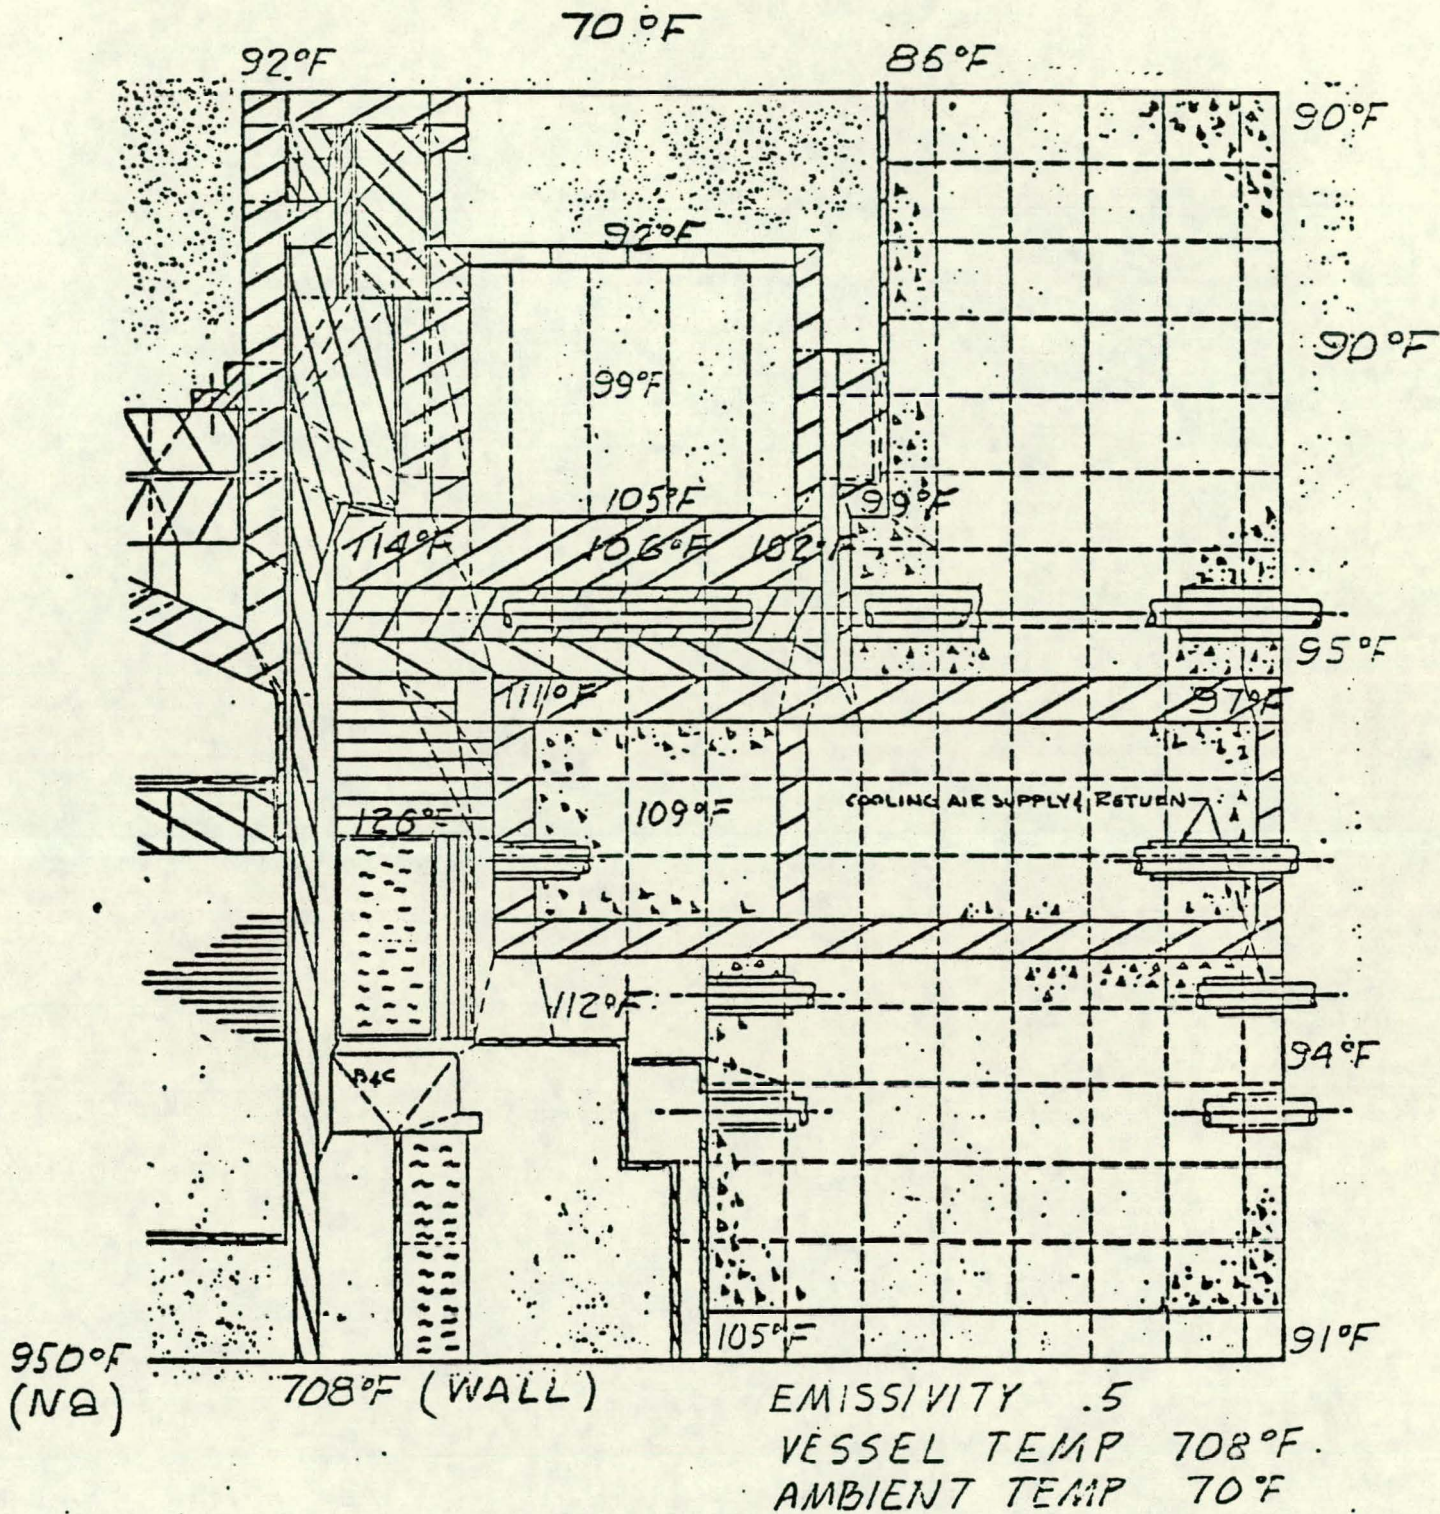 70°F
92°F
86°F
90°F
92°F
90°F
99°F
105°F
99°F
114°F
106°F
102°F
95°F
111°F
97°F
COOLING AIR SUPPLY & RETURN
109°F
126°F
112°F
94°F
B4C
105°F
91°F
950°F
(Na)
708°F (WALL)
EMISSIVITY .5
VESSEL TEMP 708°F.
AMBIENT TEMP 70°F